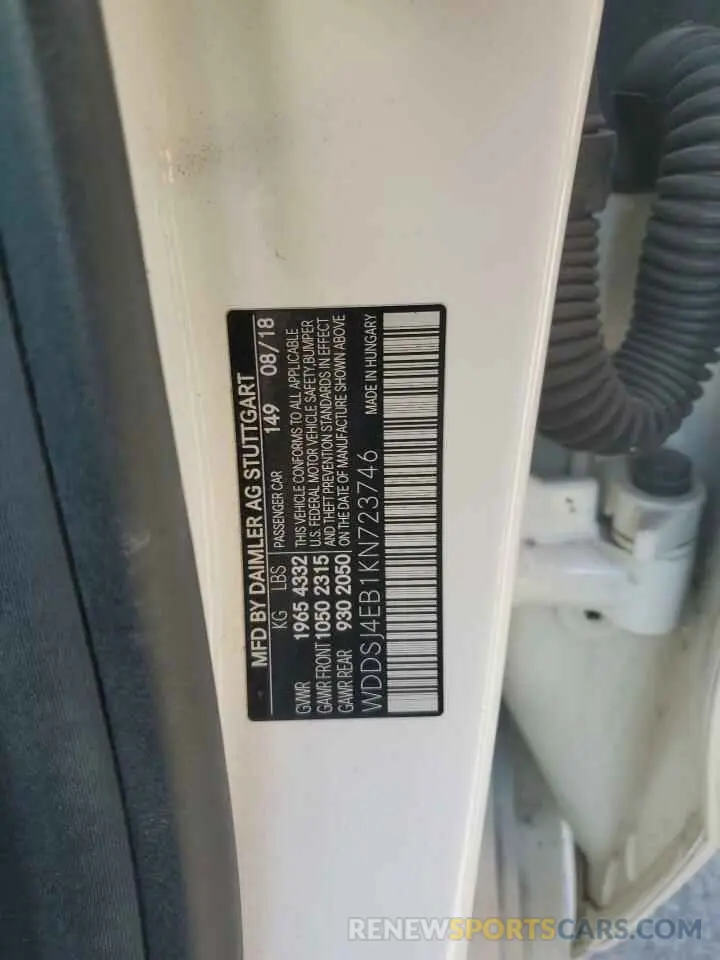 MFD BY DAIMLER AG STUTTGART
KG LBS PASSENGER CAR 149 08/18
GVWR 1965 4332 THIS VEHICLE CONFORMS TO ALL APPLICABLE
GAWR FRONT 1050 2315 U.S. FEDERAL MOTOR VEHICLE SAFETY,BUMPER
GAWR REAR 930 2050 AND THEFT PREVENTION STANDARDS IN EFFECT
ON THE DATE OF MANUFACTURE SHOWN ABOVE
WDDSJ4EB1KN723746 MADE IN HUNGARY
RENEWSPORTSCARS.COM